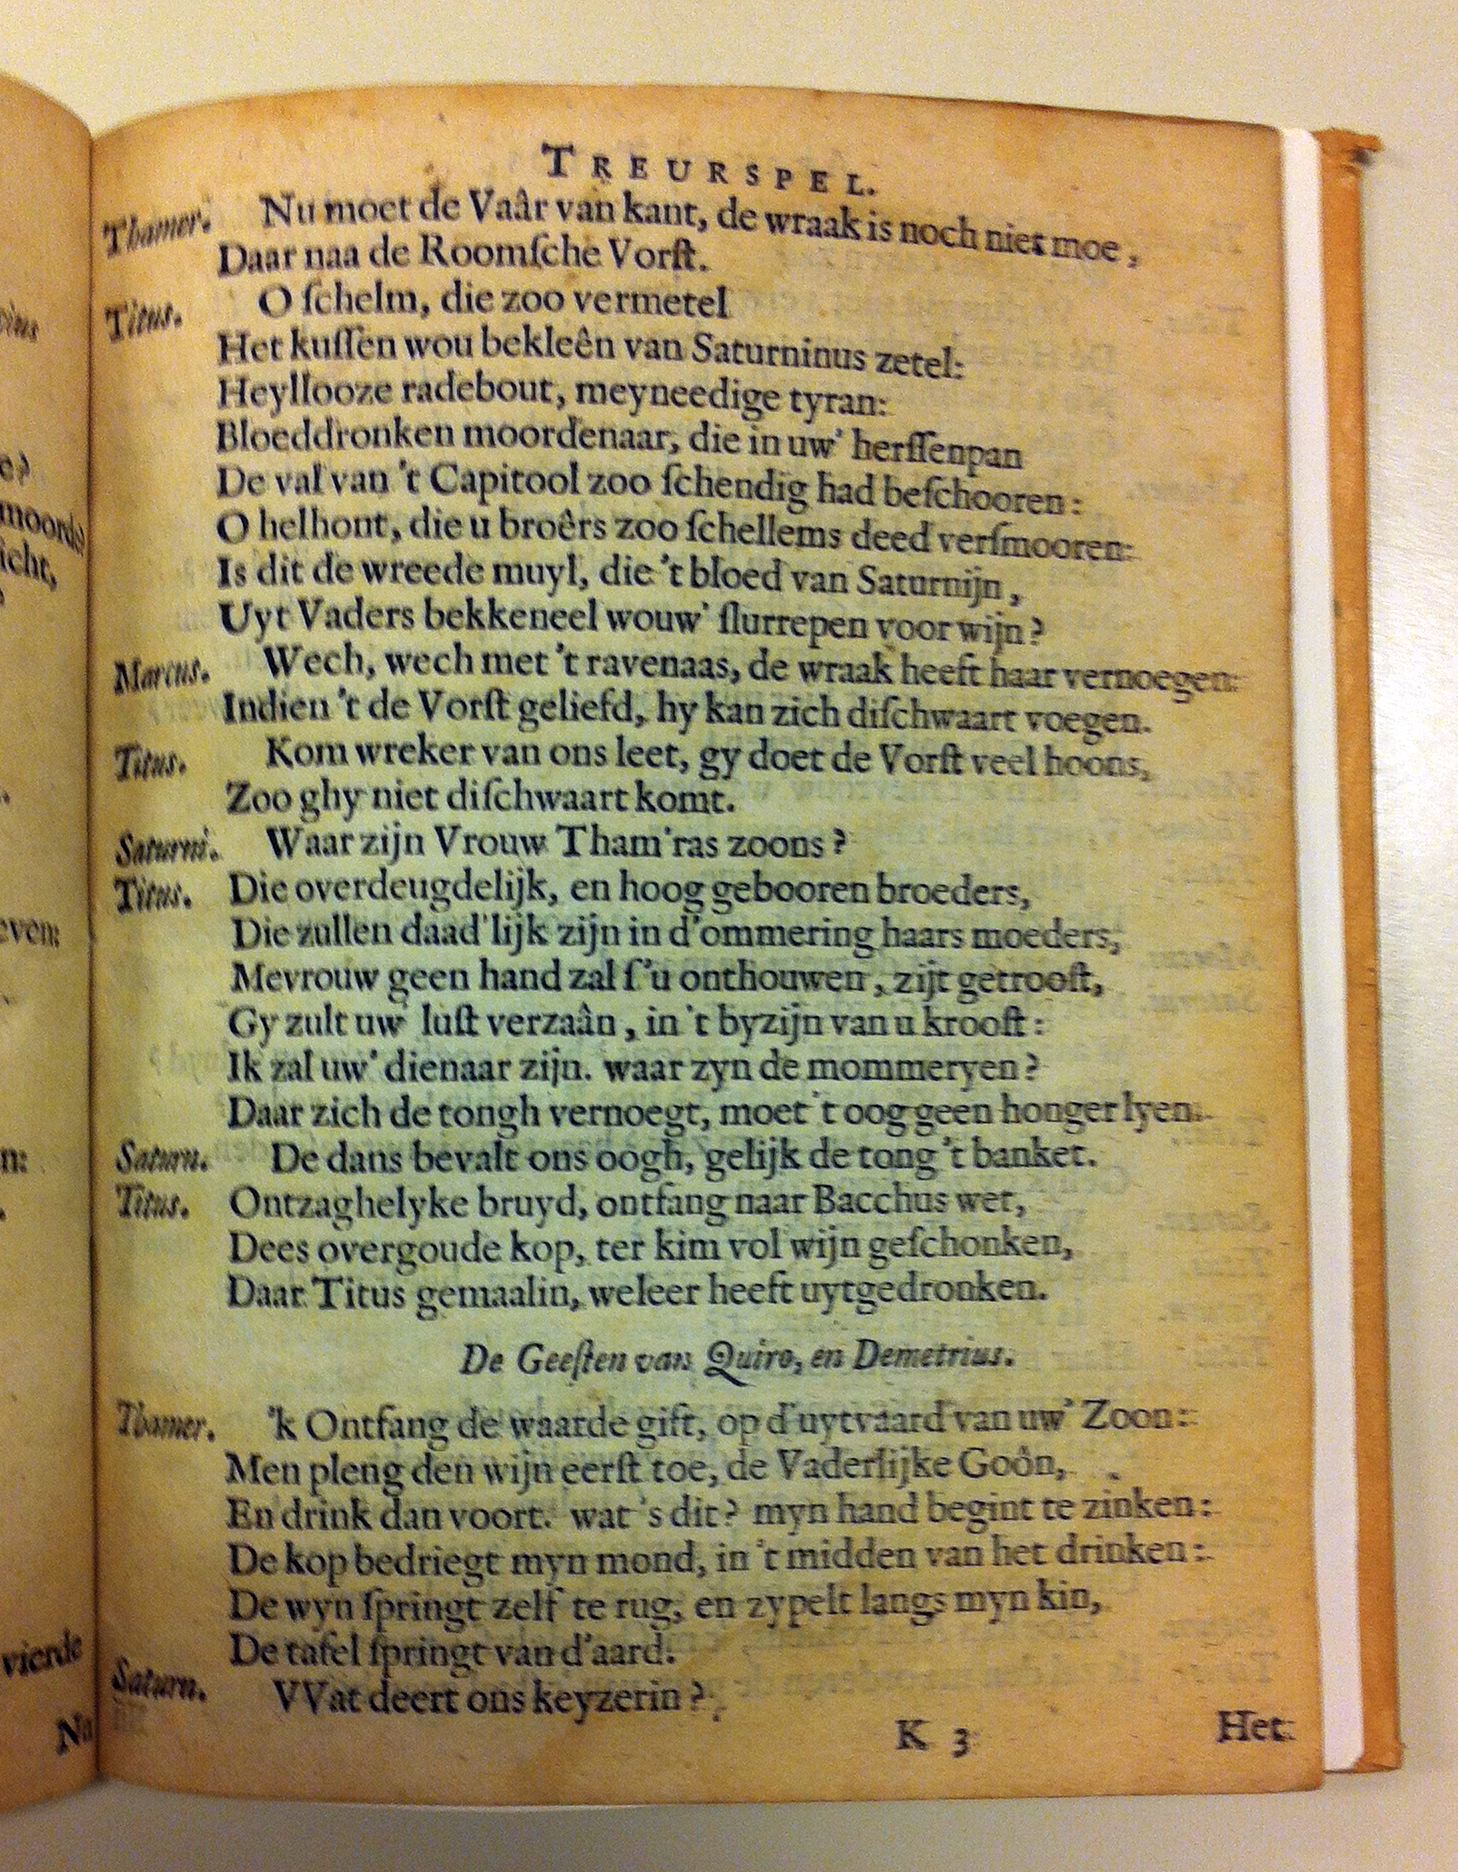 TREURSPEL.
Thamer. Nu moet de Vaâr van kant, de wraak is noch niet moe,
Daar naa de Roomſche Vorſt.
Titus. O ſchelm, die zoo vermetel
Het kuſſen wou bekleên van Saturninus zetel:
Heyllooze radebout, meyneedige tyran:
Bloeddronken moordenaar, die in uw' herſſenpan
De val van 't Capitool zoo ſchendig had beſchooren:
O helhont, die u broêrs zoo ſchellems deed verſmooren:
Is dit de wreede muyl, die 't bloed van Saturnijn,
Uyt Vaders bekkeneel wouw' ſlurrepen voor wijn?
Marcus. Wech, wech met 't ravenaas, de wraak heeft haar vernoegen:
Indien 't de Vorſt geliefd, hy kan zich diſchwaart voegen.
Titus. Kom wreker van ons leet, gy doet de Vorſt veel hoons,
Zoo ghy niet diſchwaart komt.
Saturni. Waar zijn Vrouw Tham'ras zoons?
Titus. Die overdeugdelijk, en hoog gebooren broeders,
Die zullen daad'lijk zijn in d'ommering haars moeders,
Mevrouw geen hand zal ſ'u onthouwen, zijt getrooſt,
Gy zult uw' luſt verzaân, in 't byzijn van u krooſt:
Ik zal uw' dienaar zijn. waar zyn de mommeryen?
Daar zich de tongh vernoegt, moet 't oog geen honger lyen.
Saturn. De dans bevalt ons oogh, gelijk de tong 't banket.
Titus. Ontzaghelyke bruyd, ontfang naar Bacchus wet,
Dees overgoude kop, ter kim vol wijn geſchonken,
Daar Titus gemaalin, weleer heeft uytgedronken.
De Geeſten van Quiro, en Demetrius.
Thamer. 'k Ontfang de waarde gift, op d'uytvaard van uw' Zoon:
Men pleng den wijn eerſt toe, de Vaderlijke Goôn,
En drink dan voort. wat 's dit? myn hand begint te zinken:
De kop bedriegt myn mond, in 't midden van het drinken:
De wyn ſpringt zelf te rug, en zypelt langs myn kin,
De tafel ſpringt van d'aard.
Saturn. VVat deert ons keyzerin?
K 3 Het